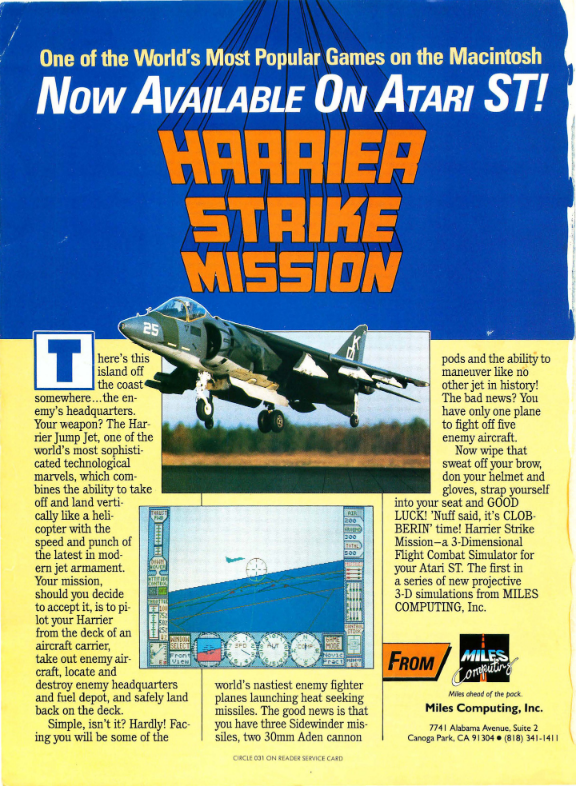 One of the World's Most Popular Games on the Macintosh
NOW AVAILABLE ON ATARI ST!
HARRIER
STRIKE
MISSION
25
There's this
island off
the coast
somewhere...the en-
emy's headquarters.
Your weapon? The Har-
rier Jump Jet, one of the
world's most sophisti-
cated technological
marvels, which com-
bines the ability to take
off and land verti-
cally like a heli-
copter with the
speed and punch of
the latest in mod-
ern jet armament.
Your mission,
should you decide
to accept it, is to pi-
lot your Harrier
from the deck of an
aircraft carrier,
take out enemy air-
craft, locate and
destroy enemy headquarters
and fuel depot, and safely land
back on the deck.
Simple, isn't it? Hardly! Fac-
ing you will be some of the
world's nastiest enemy fighter
planes launching heat seeking
missiles. The good news is that
you have three Sidewinder mis-
siles, two 30mm Aden cannon
pods and the ability to
maneuver like no
other jet in history!
The bad news? You
have only one plane
to fight off five
enemy aircraft.
Now wipe that
sweat off your brow,
don your helmet and
gloves, strap yourself
into your seat and GOOD
LUCK! 'Nuff said, it's CLOB-
BERIN' time! Harrier Strike
Mission—a 3-Dimensional
Flight Combat Simulator for
your Atari ST. The first in
a series of new projective
3-D simulations from MILES
COMPUTING, Inc.
FROM
MILES
Computing
Miles ahead of the pack.
Miles Computing, Inc.
7741 Alabama Avenue, Suite 2
Canoga Park, CA 91304 ● (818) 341-1411
CIRCLE 031 ON READER SERVICE CARD